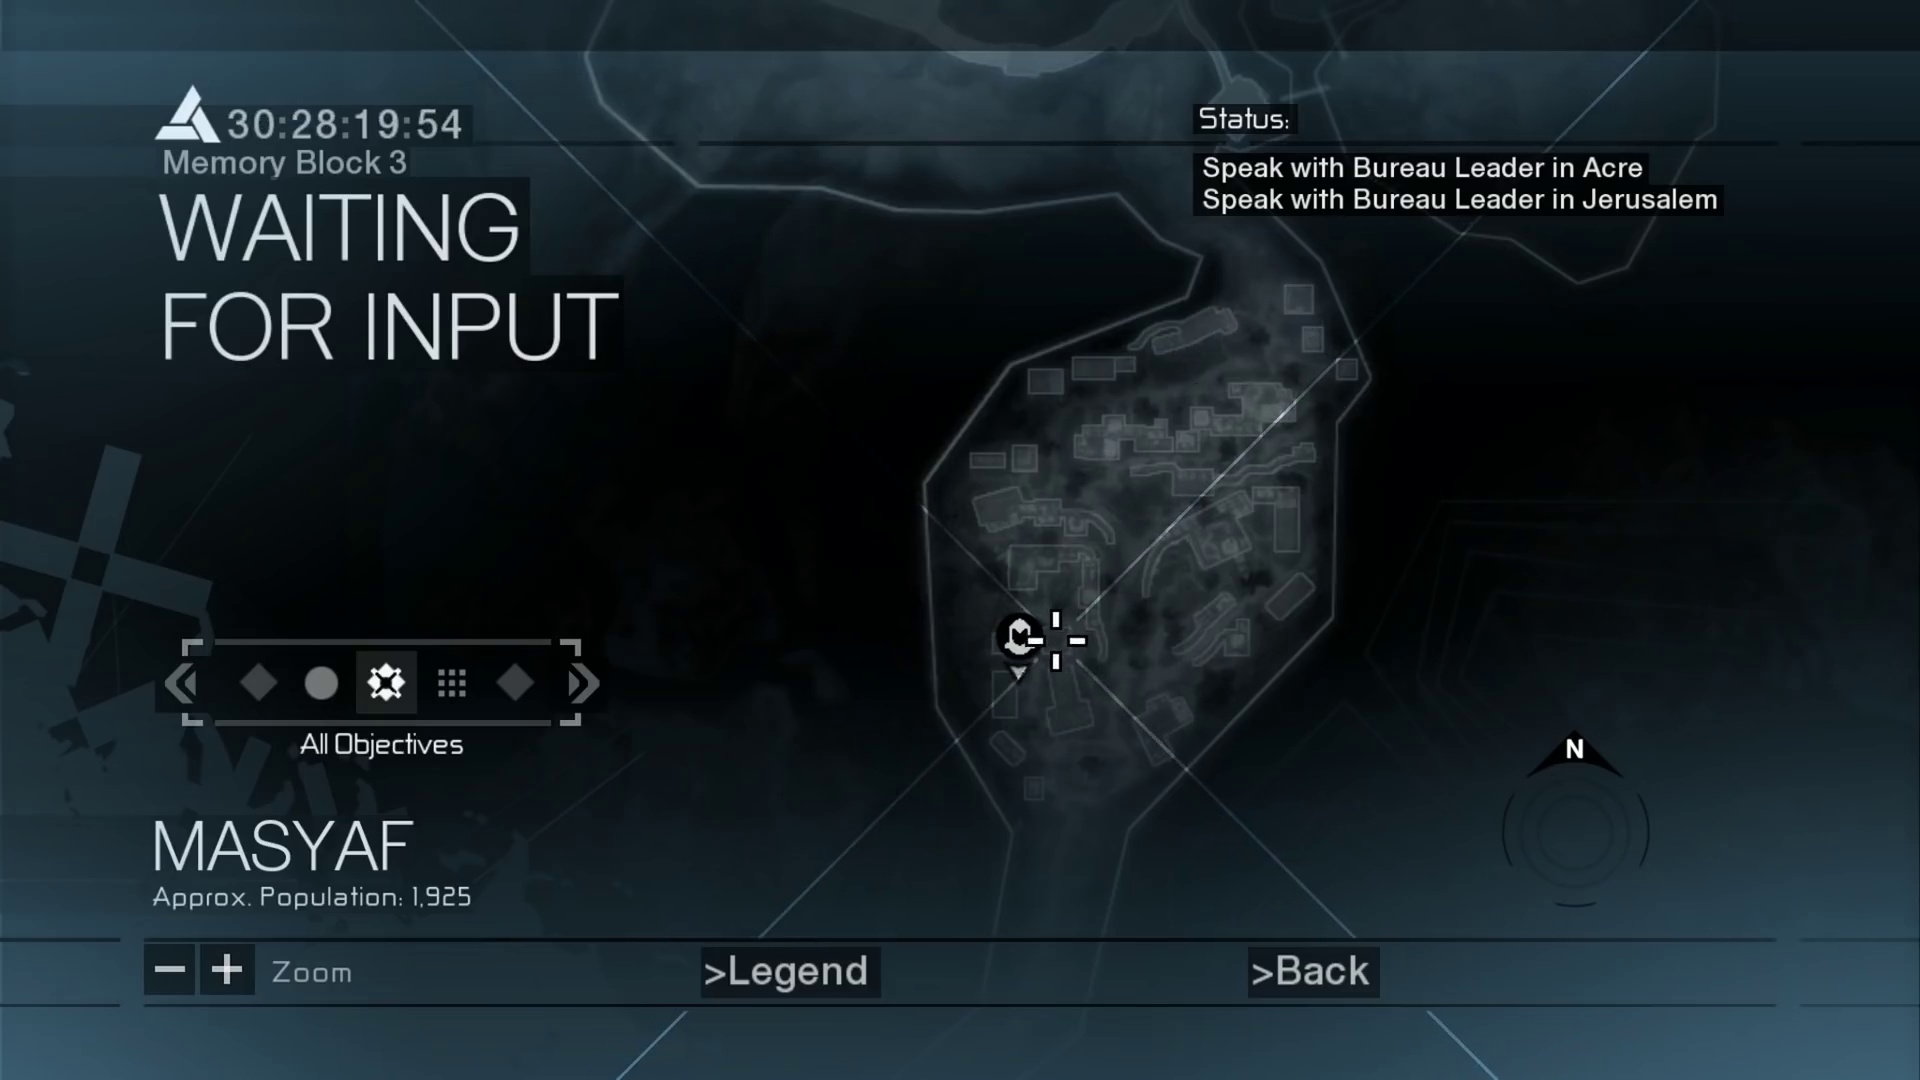 30:28:19:54
Memory Block 3
WAITING
FOR INPUT
Status:
Speak with Bureau Leader in Acre
Speak with Bureau Leader in Jerusalem
All Objectives
MASYAF
Approx. Population: 1,925
N
Zoom
>Legend
>Back